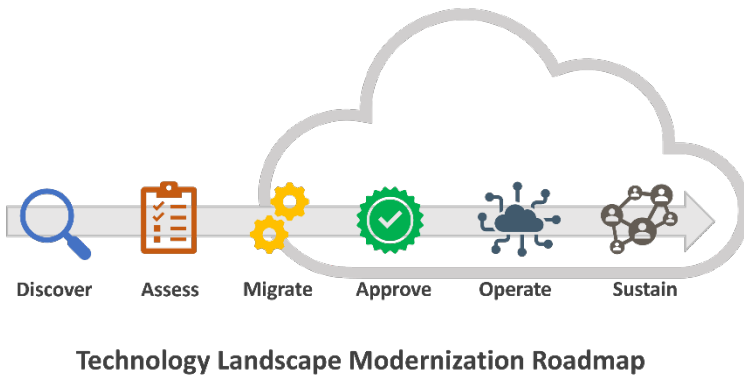 Discover Assess Migrate Approve Operate Sustain
Technology Landscape Modernization Roadmap